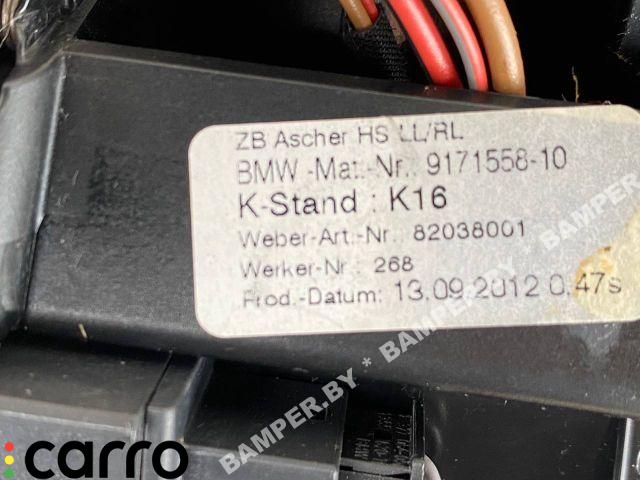 ZB Ascher HS LL/RL
BMW -Mat.-Nr.. 9171558-10
K-Stand : K16
Weber-Art.-Nr.. 82038001
Werker-Nr.: 268
Prod.-Datum: 13.09.2012 0.47s
BAMPER.BY * BAMPER.BY * BAMPER.BY
carro